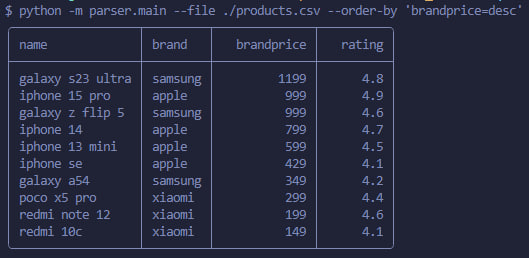 $ python -m parser.main --file ./products.csv --order-by 'brandprice=desc'
name brand brandprice rating
galaxy s23 ultra samsung 1199 4.8
iphone 15 pro apple 999 4.9
galaxy z flip 5 samsung 999 4.6
iphone 14 apple 799 4.7
iphone 13 mini apple 599 4.5
iphone se apple 429 4.1
galaxy a54 samsung 349 4.2
poco x5 pro xiaomi 299 4.4
redmi note 12 xiaomi 199 4.6
redmi 10c xiaomi 149 4.1